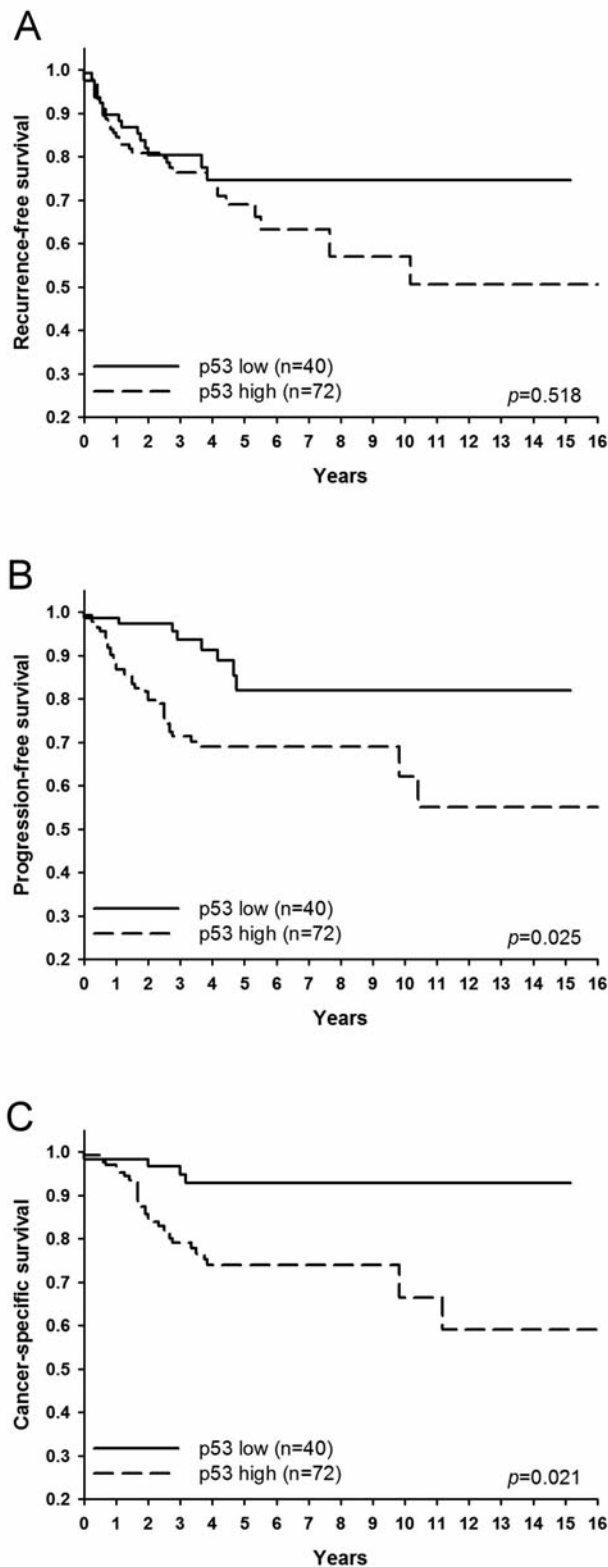 A
Recurrence-free survival
1.0
0.9
0.8
0.7
0.6
0.5
0.4
0.3
0.2
p53 low (n=40)
p53 high (n=72)
p=0.518
0 1 2 3 4 5 6 7 8 9 10 11 12 13 14 15 16
Years
B
Progression-free survival
1.0
0.9
0.8
0.7
0.6
0.5
0.4
0.3
0.2
p53 low (n=40)
p53 high (n=72)
p=0.025
0 1 2 3 4 5 6 7 8 9 10 11 12 13 14 15 16
Years
C
Cancer-specific survival
1.0
0.9
0.8
0.7
0.6
0.5
0.4
0.3
0.2
p53 low (n=40)
p53 high (n=72)
p=0.021
0 1 2 3 4 5 6 7 8 9 10 11 12 13 14 15 16
Years